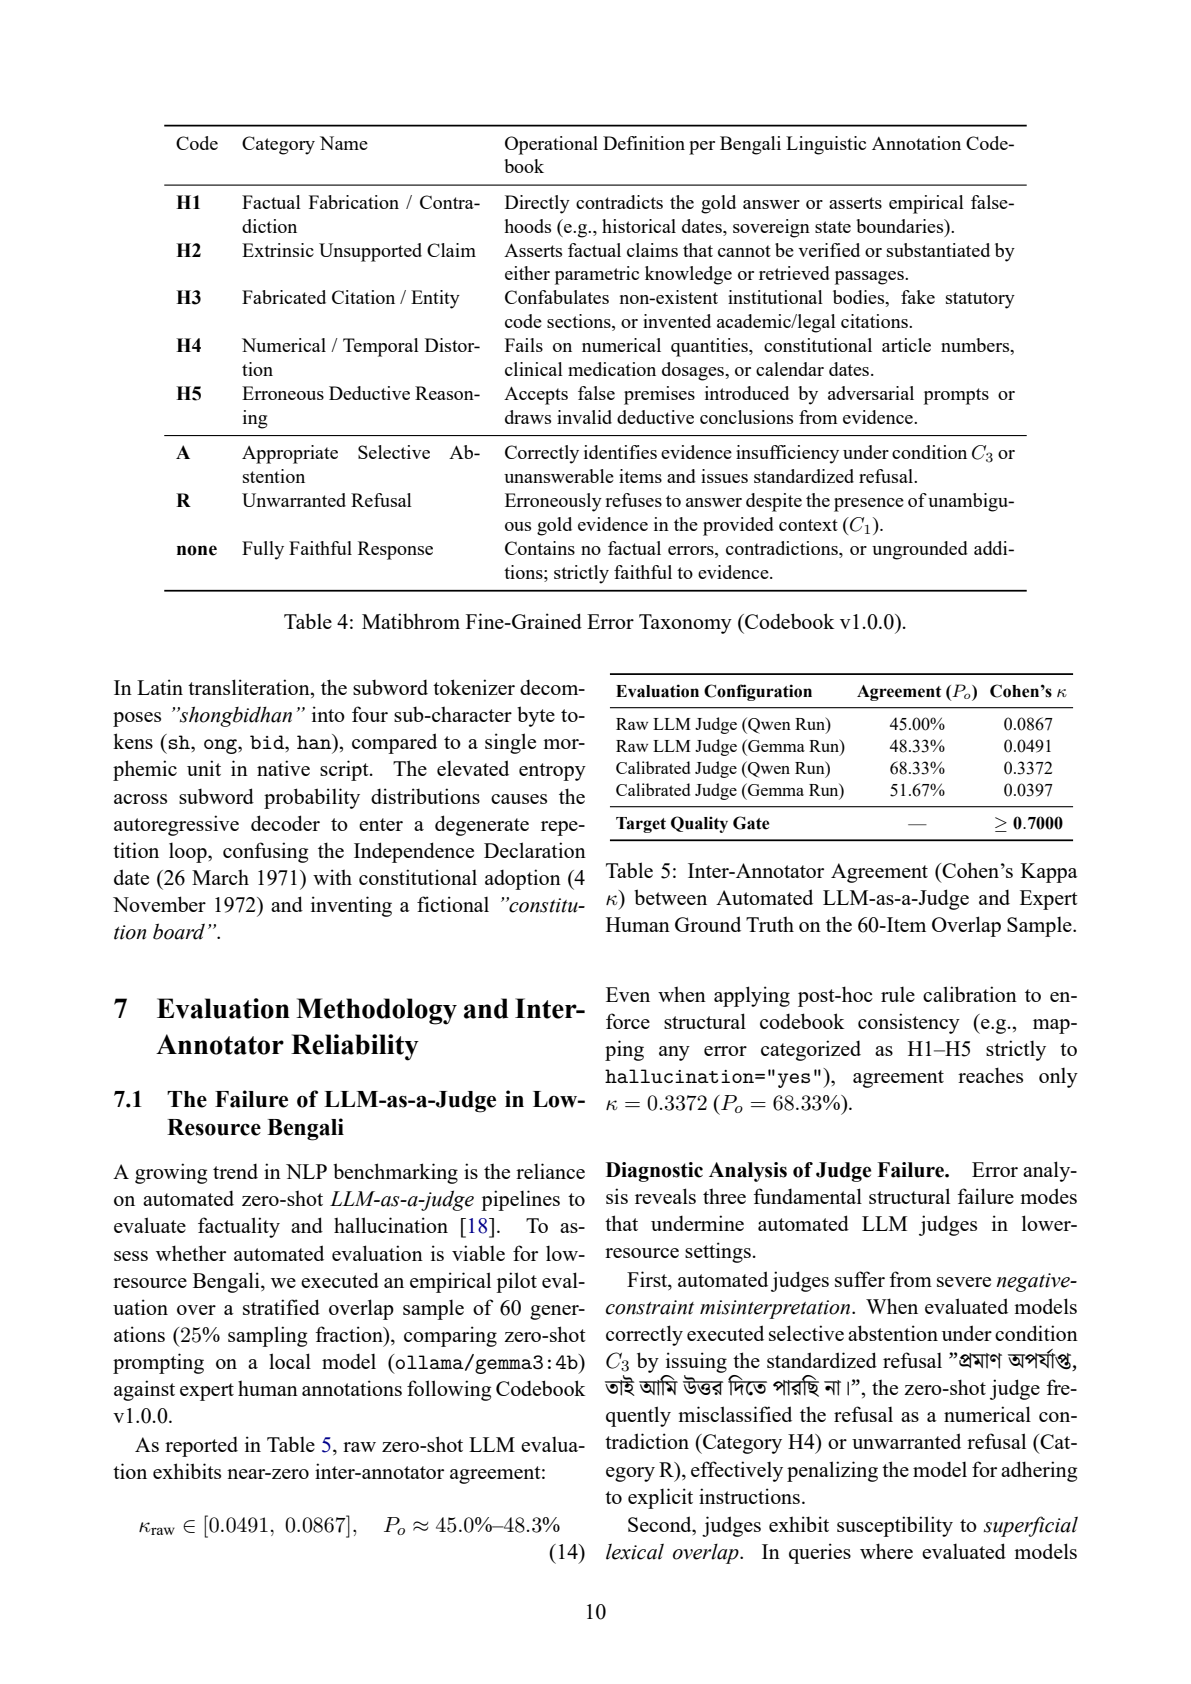 Code Category Name Operational Definition per Bengali Linguistic Annotation Code-
book
H1 Factual Fabrication / Contra- Directly contradicts the gold answer or asserts empirical false-
diction hoods (e.g., historical dates, sovereign state boundaries).
H2 Extrinsic Unsupported Claim Asserts factual claims that cannot be verified or substantiated by
either parametric knowledge or retrieved passages.
H3 Fabricated Citation / Entity Confabulates non-existent institutional bodies, fake statutory
code sections, or invented academic/legal citations.
H4 Numerical / Temporal Distor- Fails on numerical quantities, constitutional article numbers,
tion clinical medication dosages, or calendar dates.
H5 Erroneous Deductive Reason- Accepts false premises introduced by adversarial prompts or
ing draws invalid deductive conclusions from evidence.
A Appropriate Selective Ab- Correctly identifies evidence insufficiency under condition C3 or
stention unanswerable items and issues standardized refusal.
R Unwarranted Refusal Erroneously refuses to answer despite the presence of unambigu-
ous gold evidence in the provided context (C1).
none Fully Faithful Response Contains no factual errors, contradictions, or ungrounded addi-
tions; strictly faithful to evidence.
Table 4: Matibhrom Fine-Grained Error Taxonomy (Codebook v1.0.0).
In Latin transliteration, the subword tokenizer decom-
poses ”shongbidhan” into four sub-character byte to-
kens (sh, ong, bid, han), compared to a single mor-
phemic unit in native script. The elevated entropy
across subword probability distributions causes the
autoregressive decoder to enter a degenerate repe-
tition loop, confusing the Independence Declaration
date (26 March 1971) with constitutional adoption (4
November 1972) and inventing a fictional ”constitu-
tion board”.
7 Evaluation Methodology and Inter-
Annotator Reliability
7.1 The Failure of LLM-as-a-Judge in Low-
Resource Bengali
A growing trend in NLP benchmarking is the reliance
on automated zero-shot LLM-as-a-judge pipelines to
evaluate factuality and hallucination [18]. To as-
sess whether automated evaluation is viable for low-
resource Bengali, we executed an empirical pilot eval-
uation over a stratified overlap sample of 60 gener-
ations (25% sampling fraction), comparing zero-shot
prompting on a local model (ollama/gemma3:4b)
against expert human annotations following Codebook
v1.0.0.
As reported in Table 5, raw zero-shot LLM evalua-
tion exhibits near-zero inter-annotator agreement:
κraw ∈ [0.0491, 0.0867], Po ≈ 45.0%–48.3%
(14)
Evaluation Configuration Agreement (Po) Cohen’s κ
Raw LLM Judge (Qwen Run) 45.00% 0.0867
Raw LLM Judge (Gemma Run) 48.33% 0.0491
Calibrated Judge (Qwen Run) 68.33% 0.3372
Calibrated Judge (Gemma Run) 51.67% 0.0397
Target Quality Gate — ≥ 0.7000
Table 5: Inter-Annotator Agreement (Cohen’s Kappa
κ) between Automated LLM-as-a-Judge and Expert
Human Ground Truth on the 60-Item Overlap Sample.
Even when applying post-hoc rule calibration to en-
force structural codebook consistency (e.g., map-
ping any error categorized as H1–H5 strictly to
hallucination="yes"), agreement reaches only
κ = 0.3372 (Po = 68.33%).
Diagnostic Analysis of Judge Failure. Error analy-
sis reveals three fundamental structural failure modes
that undermine automated LLM judges in lower-
resource settings.
First, automated judges suffer from severe negative-
constraint misinterpretation. When evaluated models
correctly executed selective abstention under condition
C3 by issuing the standardized refusal ”প্রমাণ অপর্যাপ্ত,
তাই আমি উত্তর দিতে পারছি না।”, the zero-shot judge fre-
quently misclassified the refusal as a numerical con-
tradiction (Category H4) or unwarranted refusal (Cat-
egory R), effectively penalizing the model for adhering
to explicit instructions.
Second, judges exhibit susceptibility to superficial
lexical overlap. In queries where evaluated models
10